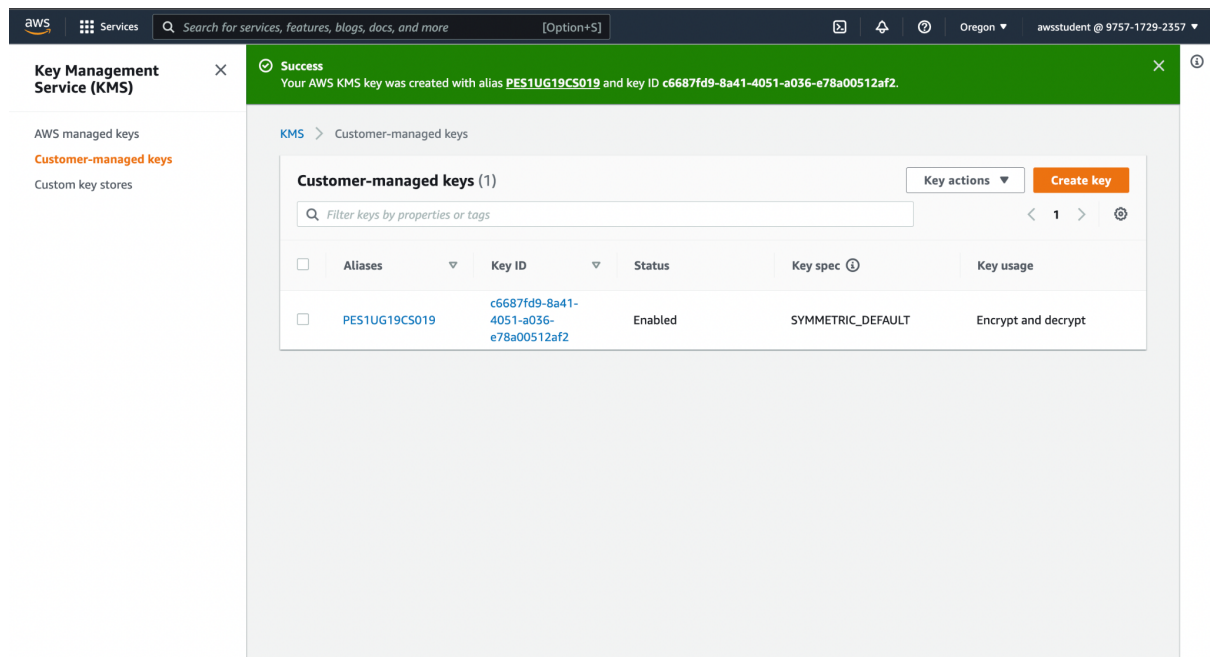 aws
Services
Search for services, features, blogs, docs, and more
[Option+S]
Oregon
awsstudent @ 9757-1729-2357
Key Management
Service (KMS)
AWS managed keys
Customer-managed keys
Custom key stores
Success
Your AWS KMS key was created with alias PES1UG19CS019 and key ID c6687fd9-8a41-4051-a036-e78a00512af2.
KMS > Customer-managed keys
Customer-managed keys (1)
Key actions
Create key
Filter keys by properties or tags
1
Aliases
Key ID
Status
Key spec
Key usage
PES1UG19CS019
c6687fd9-8a41-
4051-a036-
e78a00512af2
Enabled
SYMMETRIC_DEFAULT
Encrypt and decrypt